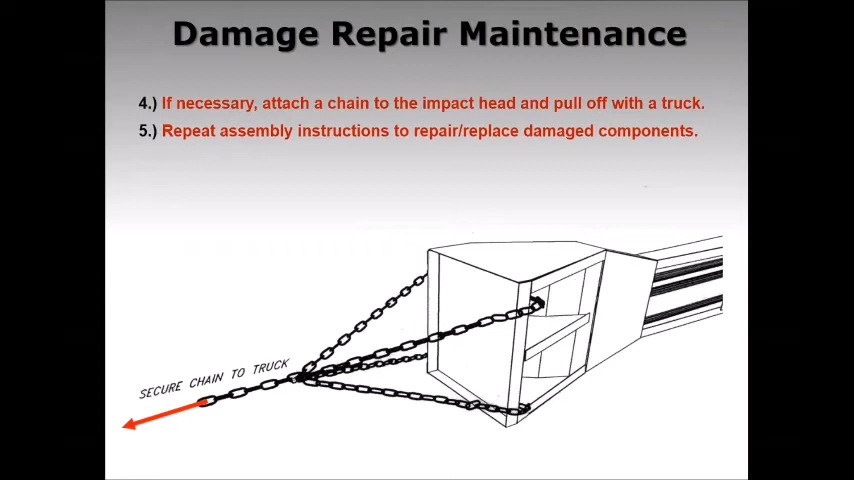 Damage Repair Maintenance
4.) If necessary, attach a chain to the impact head and pull off with a truck.
5.) Repeat assembly instructions to repair/replace damaged components.
SECURE CHAIN TO TRUCK